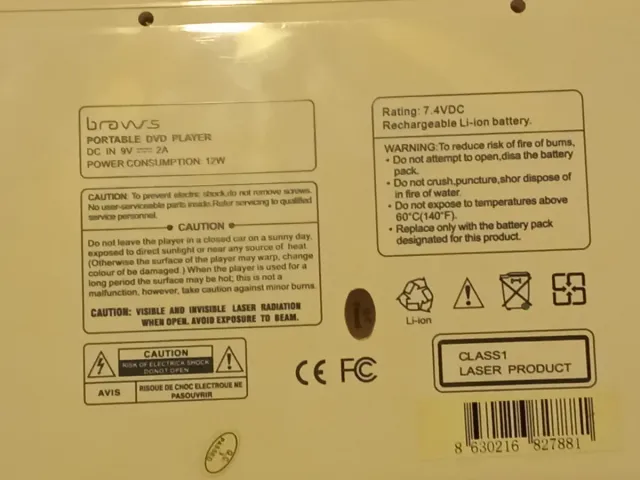 brawis
PORTABLE DVD PLAYER
DC IN 9V ⎓ 2A
POWER CONSUMPTION: 12W
CAUTION: To prevent electric shock,do not remove screws.
No user-serviceable parts inside.Refer servicing to qualified
service personnel.
CAUTION
Do not leave the player in a closed car on a sunny day,
exposed to direct sunlight or near any source of heat.
(Otherwise the surface of the player may warp, change
colour of be damaged.) When the player is used for a
long period the surface may be hot; this is not a
malfunction, however, take caution against minor burns.
CAUTION: VISIBLE AND INVISIBLE LASER RADIATION
WHEN OPEN. AVOID EXPOSURE TO BEAM.
CAUTION
RISK OF ELECTRICK SHOCK
DONOT OPEN
AVIS
RISQUE DE CHOC ELECTROUE NE
PASOUVRIR
Rating: 7.4VDC
Rechargeable Li-ion battery.
WARNING:To reduce risk of fire of burns,
• Do not attempt to open,disa the battery
pack.
• Do not crush,puncture,shor dispose of
in fire of water.
• Do not expose to temperatures above
60°C(140°F).
• Replace only with the battery pack
designated for this product.
Li-ion
CE FC
CLASS1
LASER PRODUCT
8 630216 827881
Q.C
PASSED